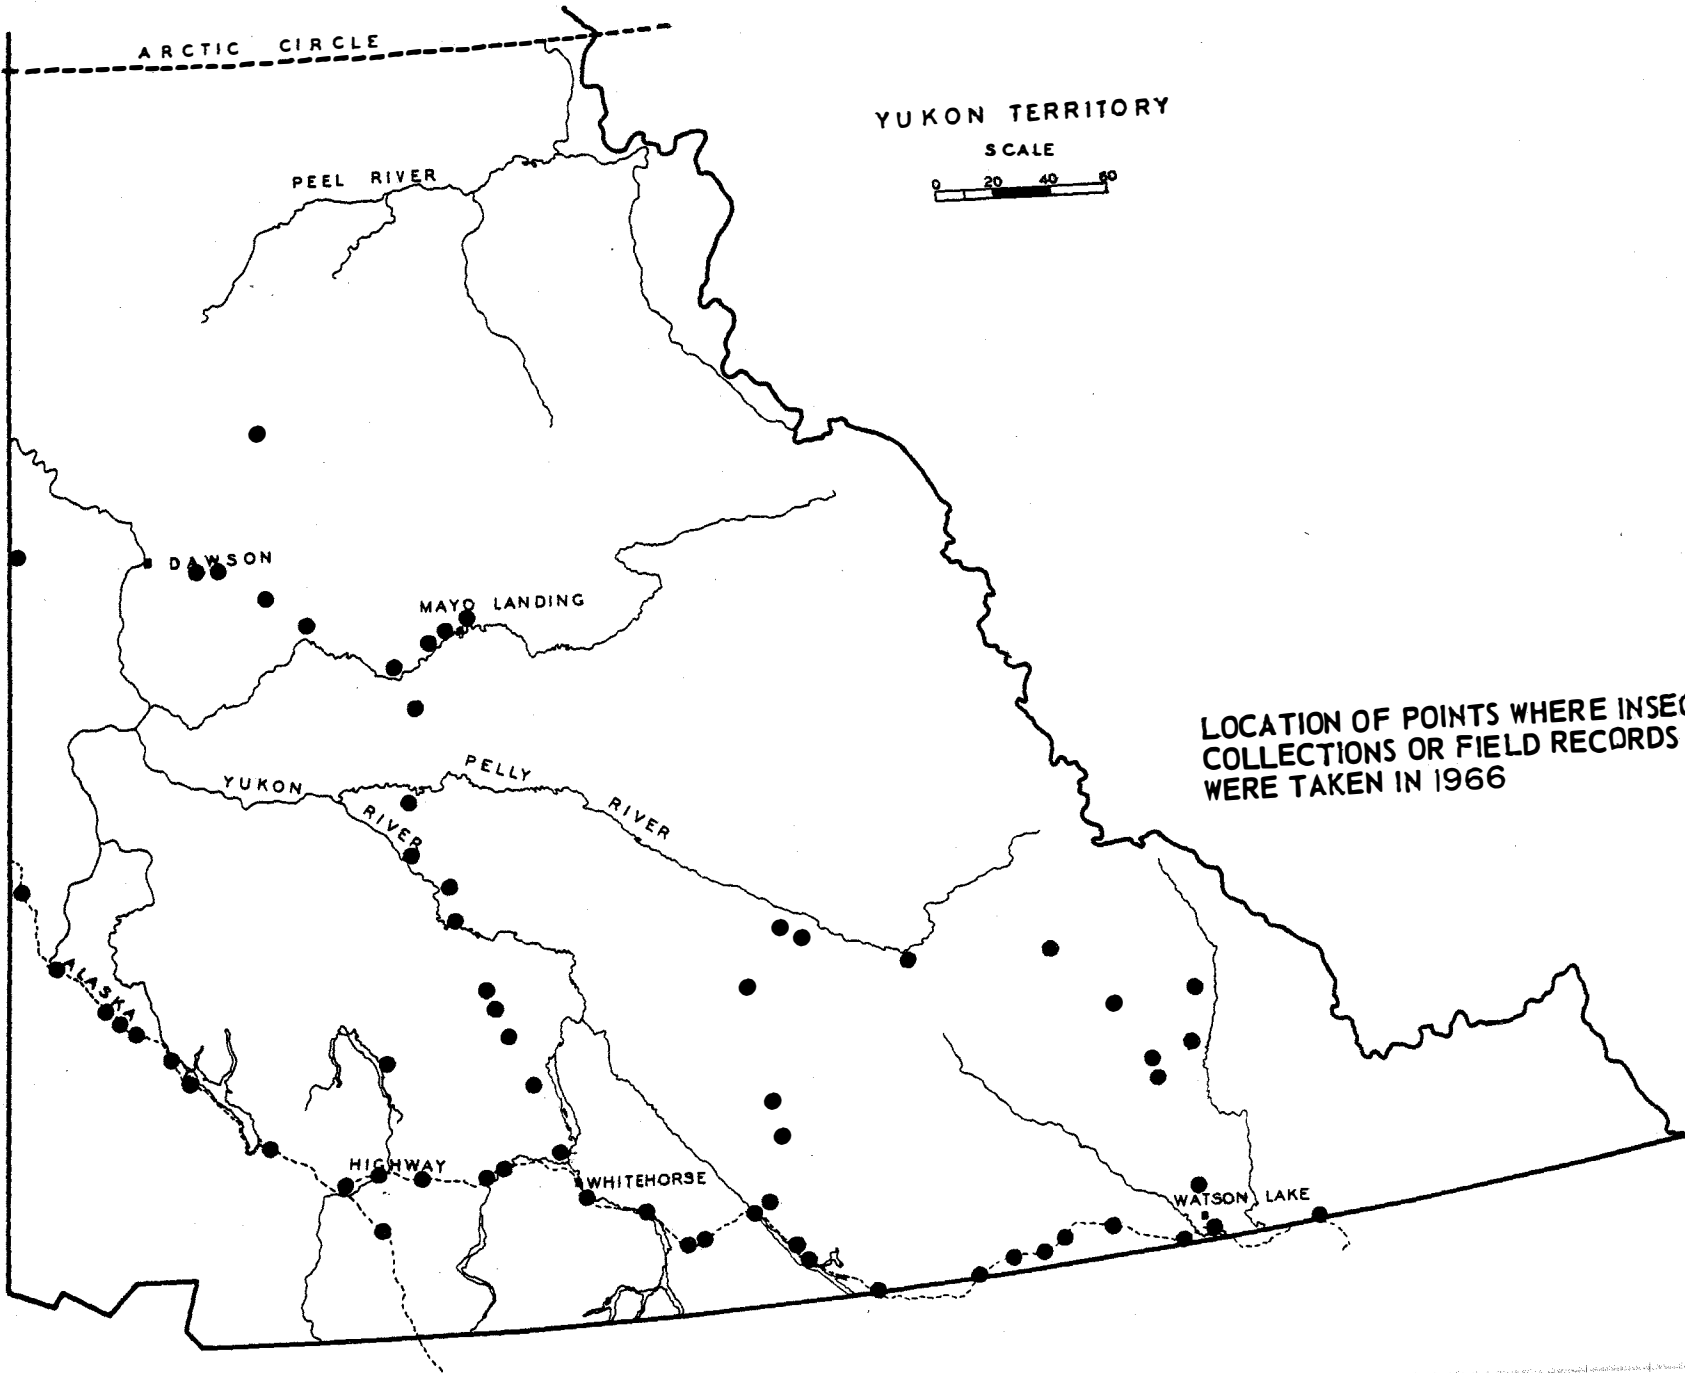 ARCTIC CIRCLE
YUKON TERRITORY
SCALE
0 20 40 60
PEEL RIVER
DAWSON
MAYO LANDING
LOCATION OF POINTS WHERE INSEC
COLLECTIONS OR FIELD RECORDS
WERE TAKEN IN 1966
YUKON RIVER
PELLY RIVER
ALASKA HIGHWAY
WHITEHORSE
WATSON LAKE